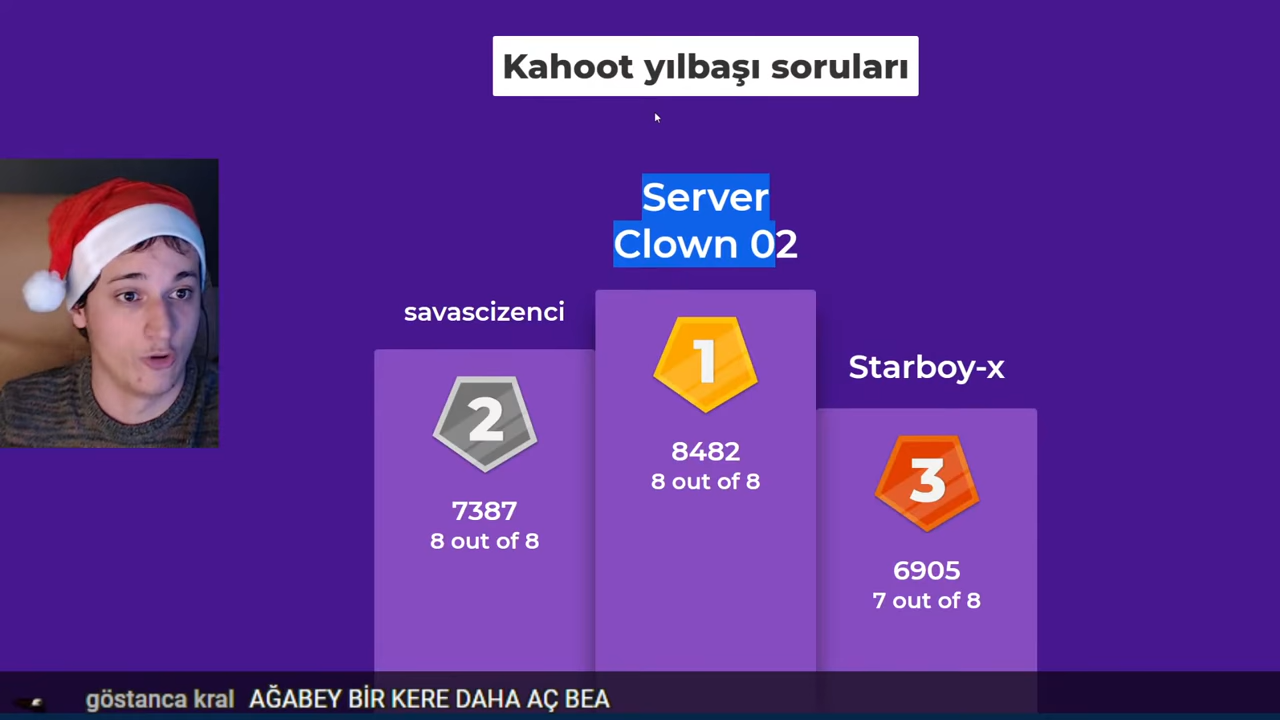 Kahoot yılbaşı soruları
Server
Clown 02
savascizenci
Starboy-x
1
2
3
8482
8 out of 8
7387
8 out of 8
6905
7 out of 8
göstanca kral AĞABEY BİR KERE DAHA AÇ BEA